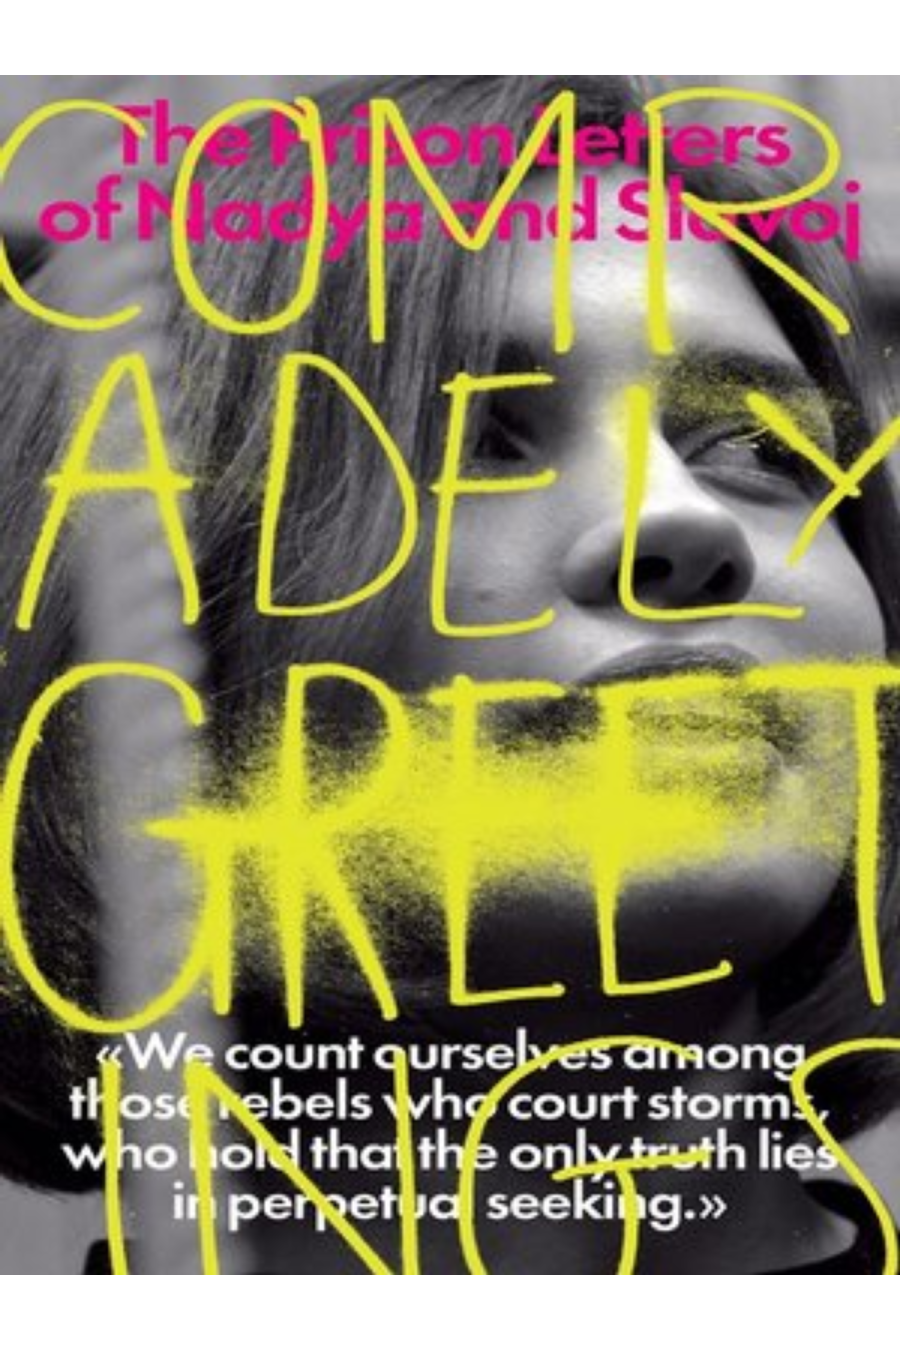 The Prison Letters
of Nadya and Slavoj
COMR
ADELY
GREET
INGS
«We count ourselves among
those rebels who court storms,
who hold that the only truth lies
in perpetual seeking.»